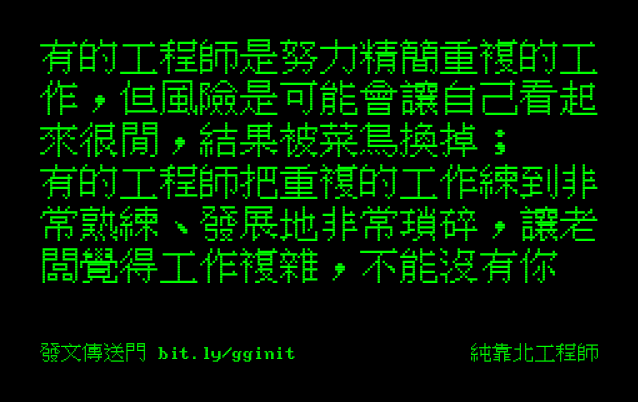 有的工程師是努力精簡重複的工
作，但風險是可能會讓自己看起
來很閒，結果被菜鳥換掉；
有的工程師把重複的工作練到非
常熟練、發展地非常瑣碎，讓老
闆覺得工作複雜，不能沒有你
發文傳送門 bit.ly/gginit
純靠北工程師